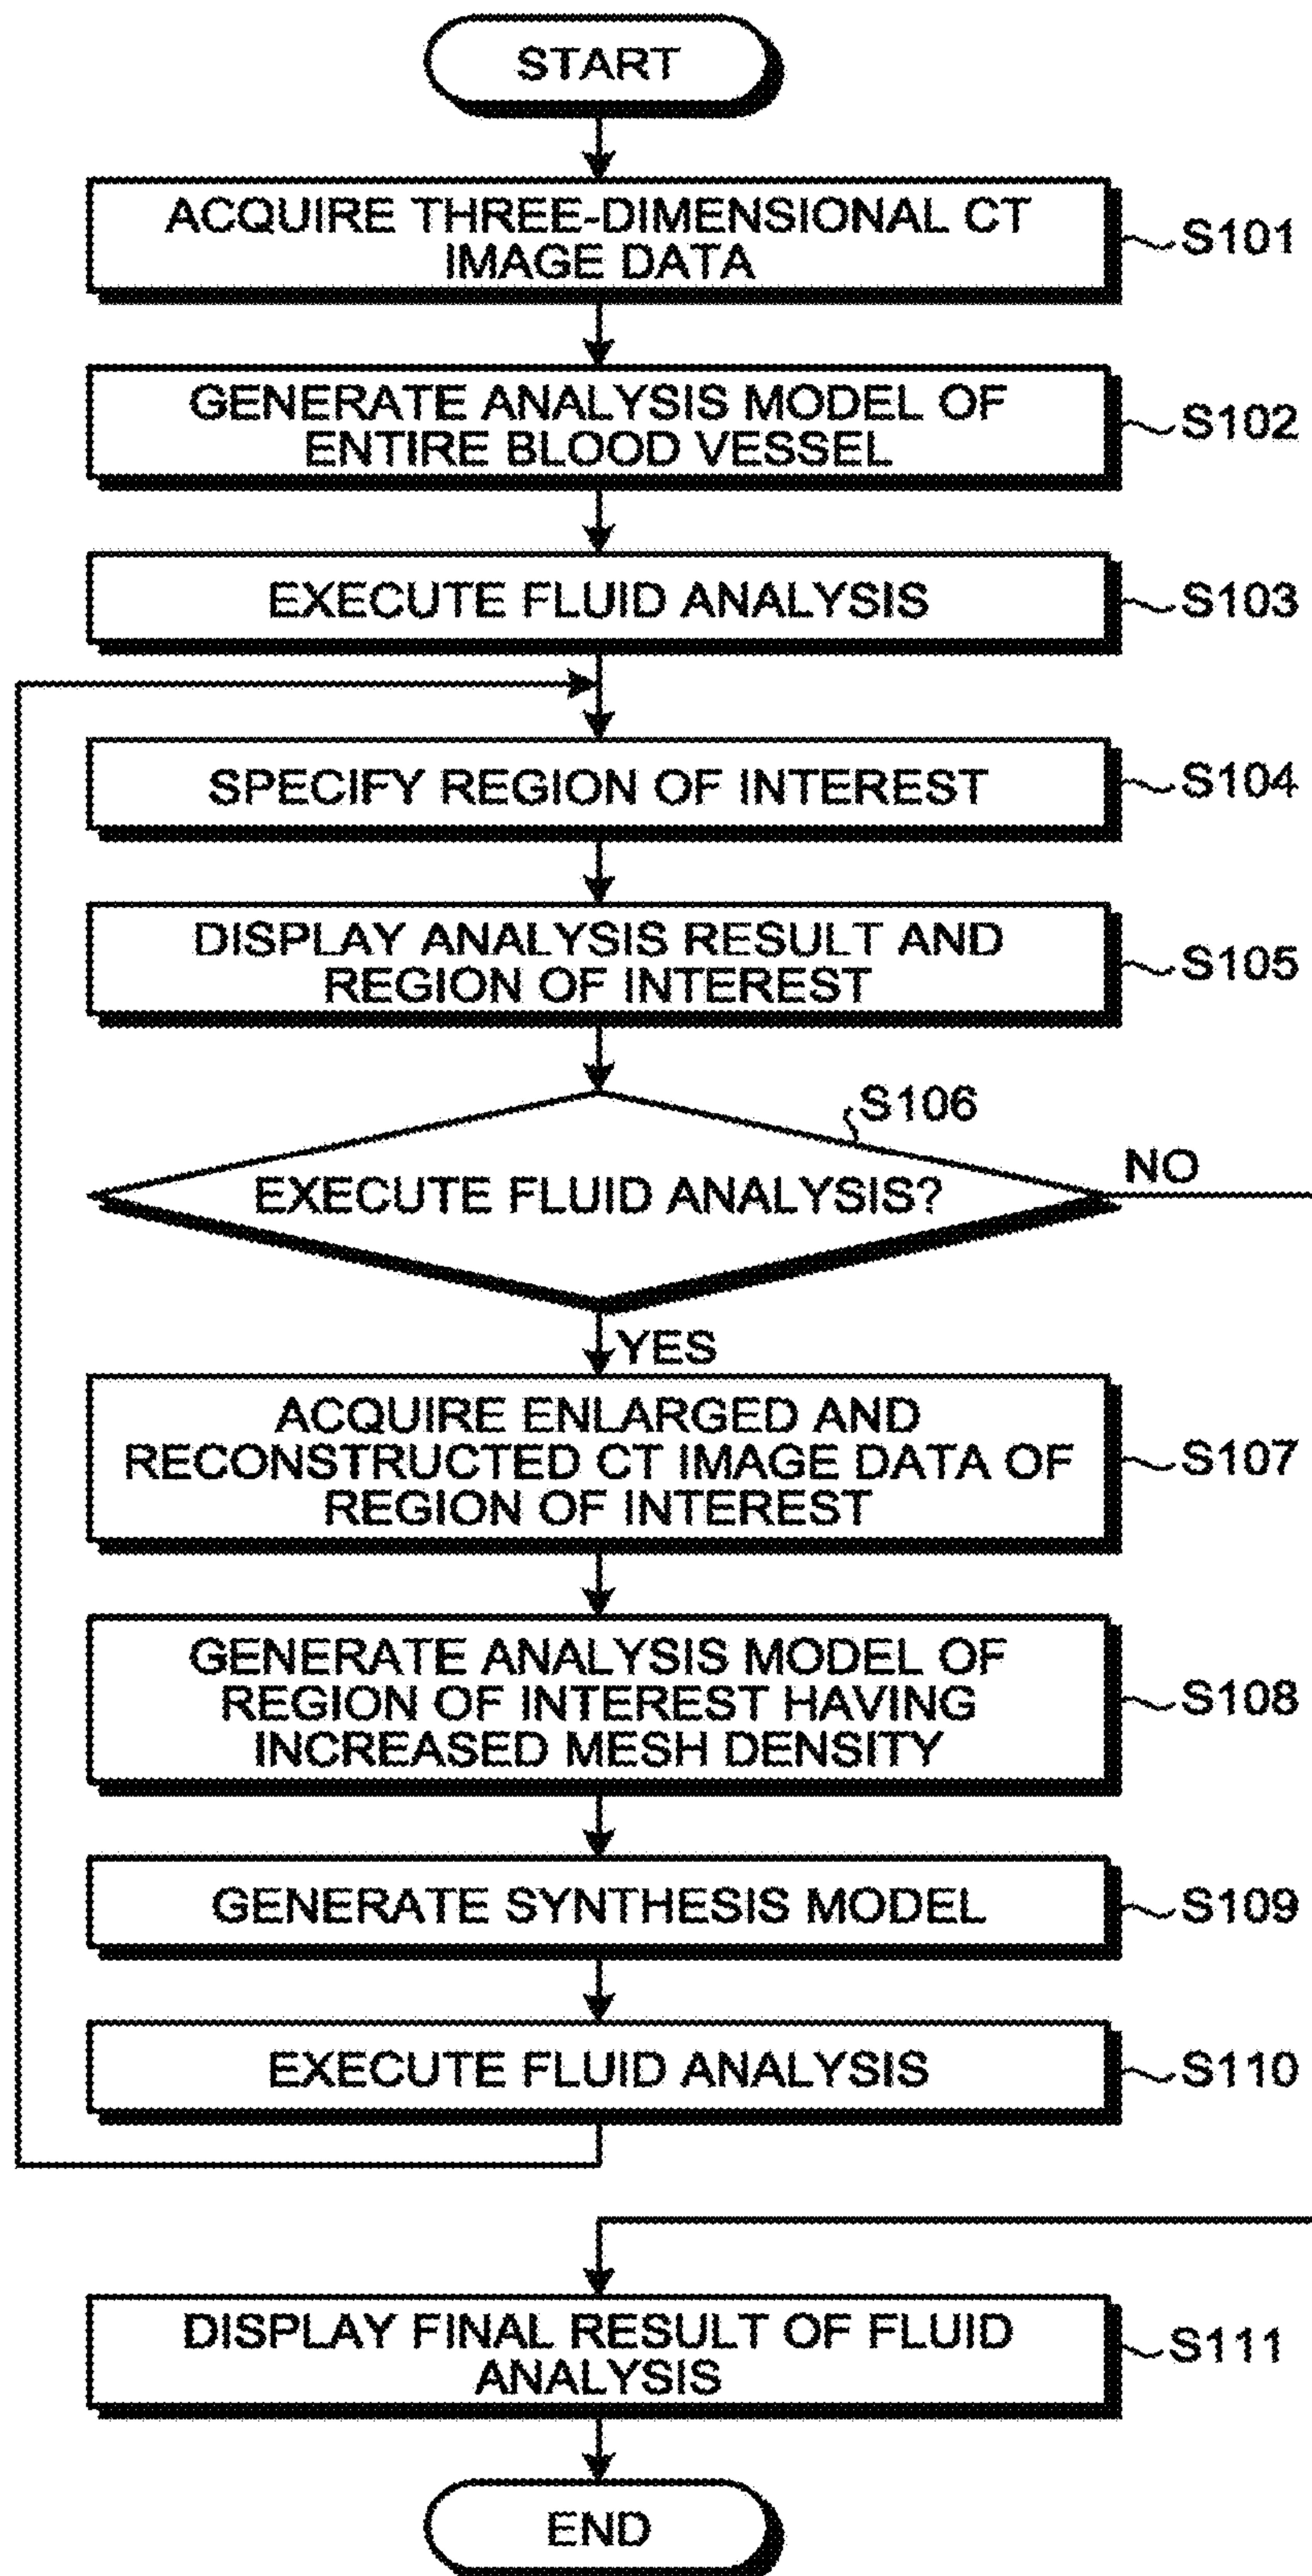 START
ACQUIRE THREE-DIMENSIONAL CT
IMAGE DATA
S101
GENERATE ANALYSIS MODEL OF
ENTIRE BLOOD VESSEL
S102
EXECUTE FLUID ANALYSIS
S103
SPECIFY REGION OF INTEREST
S104
DISPLAY ANALYSIS RESULT AND
REGION OF INTEREST
S105
S106
EXECUTE FLUID ANALYSIS?
NO
YES
ACQUIRE ENLARGED AND
RECONSTRUCTED CT IMAGE DATA OF
REGION OF INTEREST
S107
GENERATE ANALYSIS MODEL OF
REGION OF INTEREST HAVING
INCREASED MESH DENSITY
S108
GENERATE SYNTHESIS MODEL
S109
EXECUTE FLUID ANALYSIS
S110
DISPLAY FINAL RESULT OF FLUID
ANALYSIS
S111
END